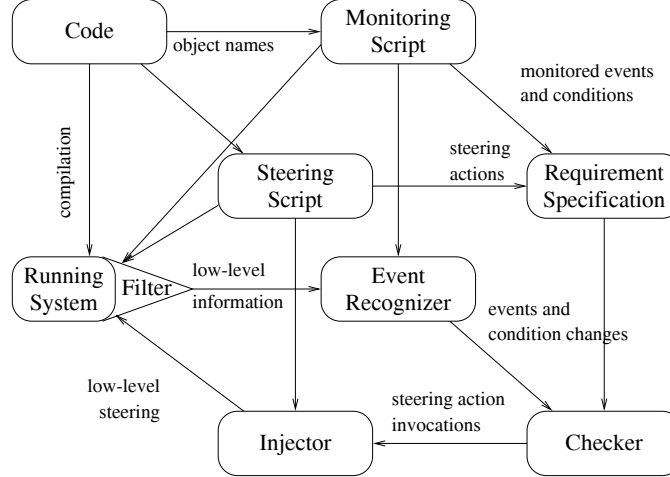 Code
object names
Monitoring
Script
monitored events
and conditions
compilation
Steering
Script
steering
actions
Requirement
Specification
Running
System
Filter
low-level
information
Event
Recognizer
events and
condition changes
low-level
steering
Injector
steering action
invocations
Checker